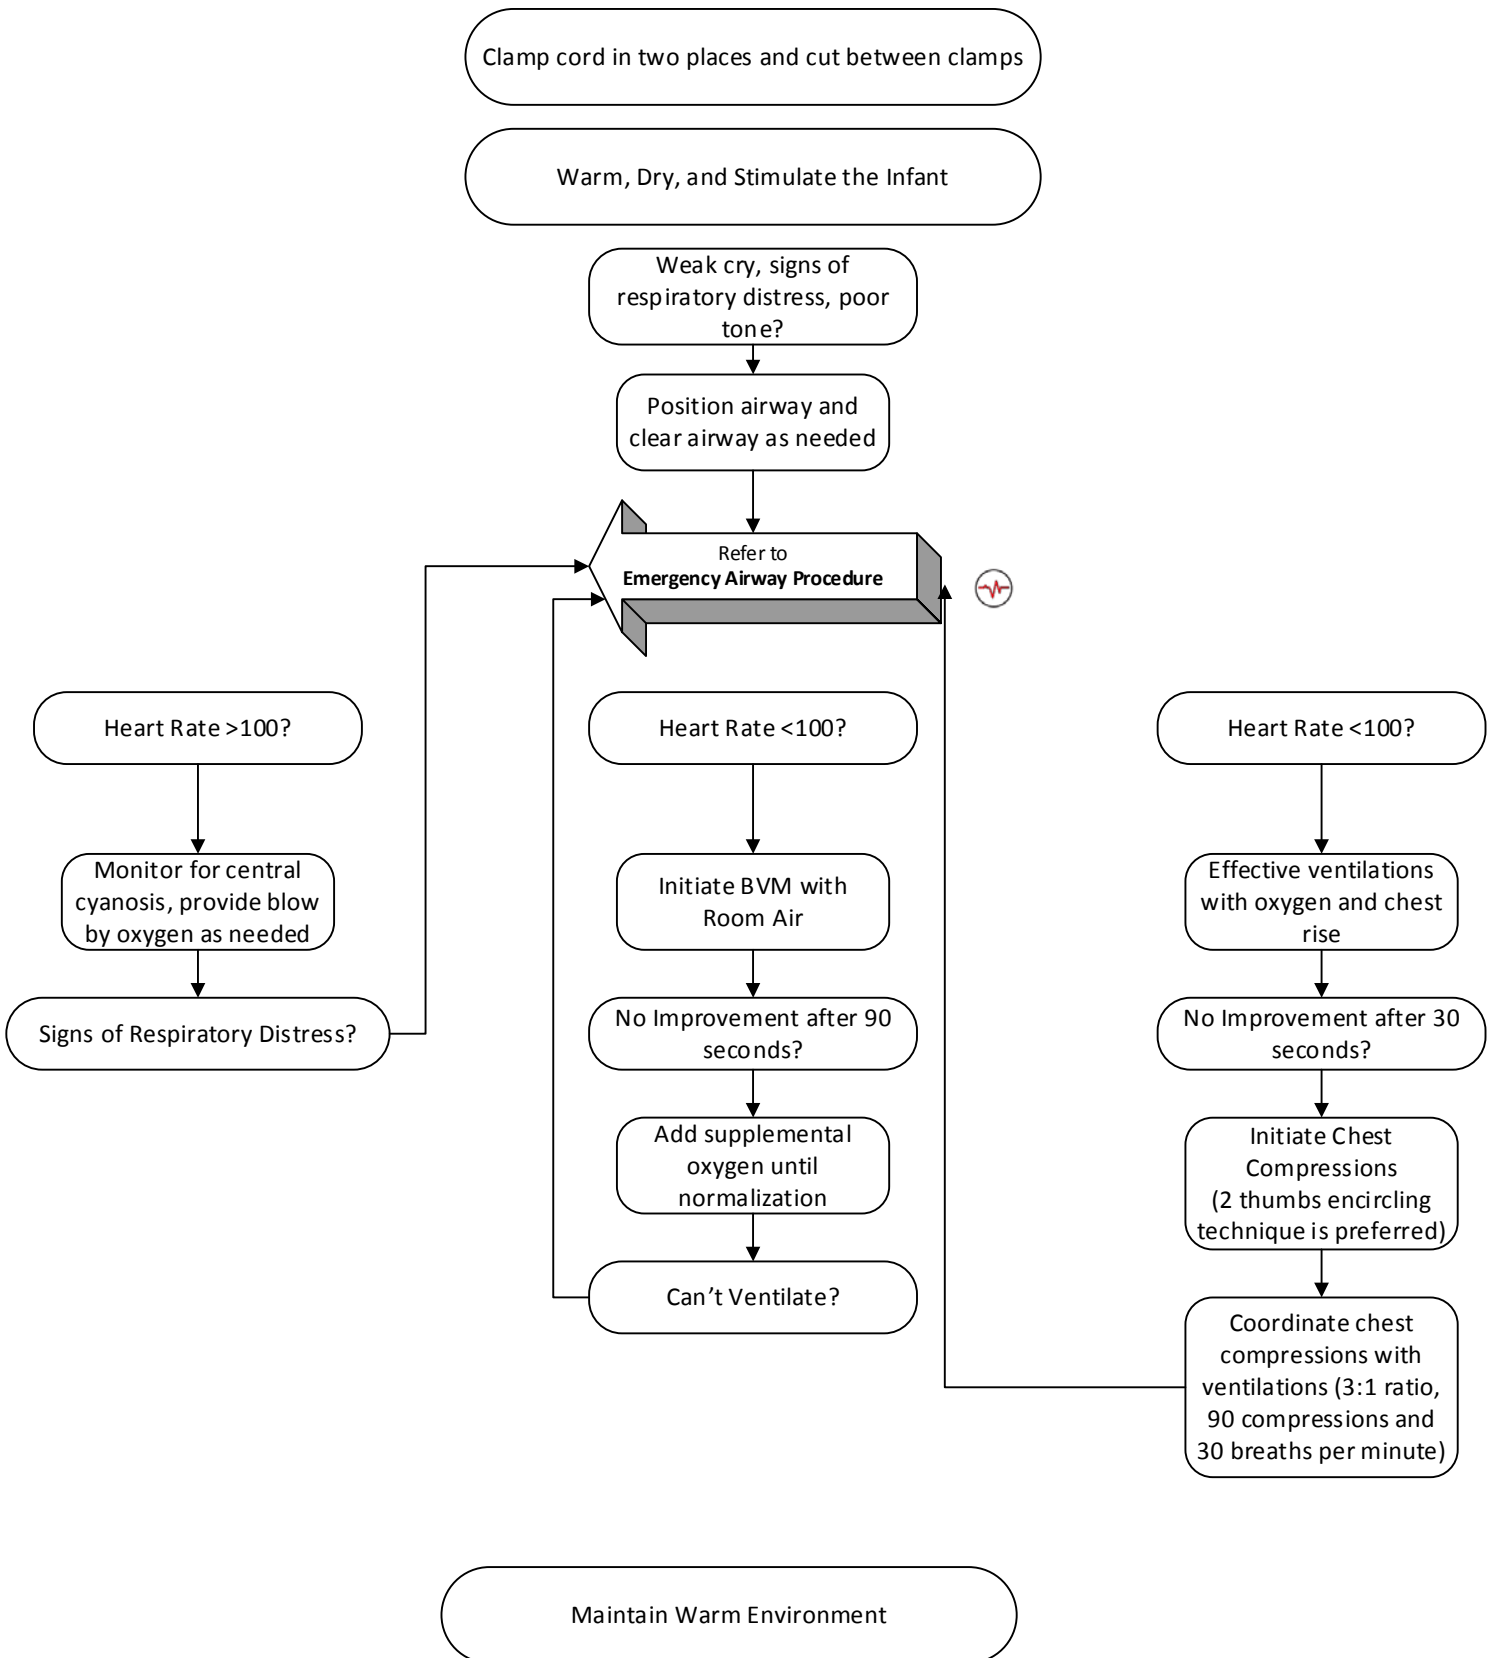 Clamp cord in two places and cut between clamps
Warm, Dry, and Stimulate the Infant
Weak cry, signs of
respiratory distress, poor
tone?
Position airway and
clear airway as needed
Refer to
Emergency Airway Procedure
Heart Rate >100?
Monitor for central
cyanosis, provide blow
by oxygen as needed
Signs of Respiratory Distress?
Heart Rate <100?
Initiate BVM with
Room Air
No Improvement after 90
seconds?
Add supplemental
oxygen until
normalization
Can’t Ventilate?
Heart Rate <100?
Effective ventilations
with oxygen and chest
rise
No Improvement after 30
seconds?
Initiate Chest
Compressions
(2 thumbs encircling
technique is preferred)
Coordinate chest
compressions with
ventilations (3:1 ratio,
90 compressions and
30 breaths per minute)
Maintain Warm Environment